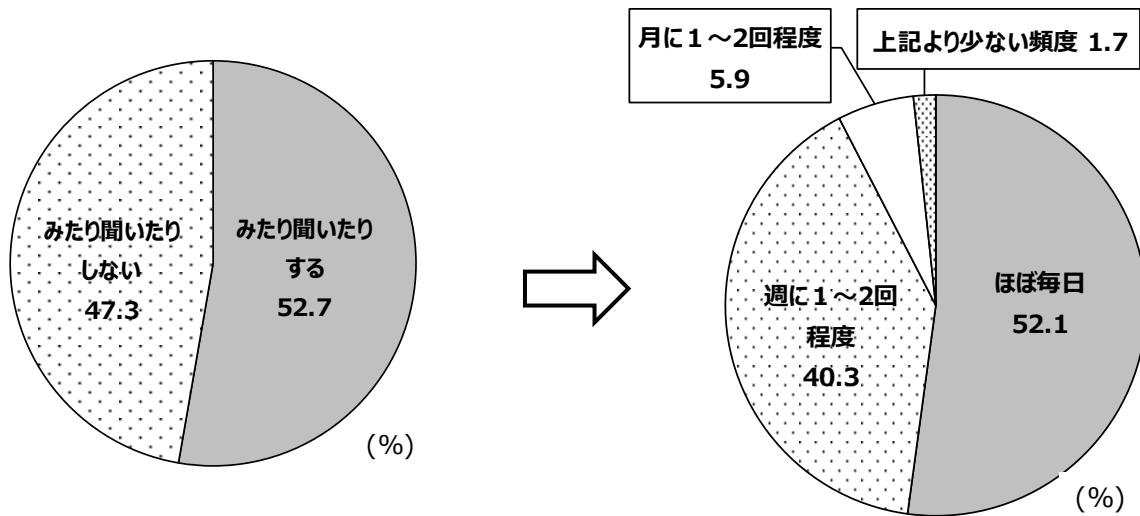 みたり聞いたり
しない
47.3
みたり聞いたり
する
52.7
(%)
月に１～2回程度
5.9
上記より少ない頻度 1.7
週に１～2回
程度
40.3
ほぼ毎日
52.1
(%)